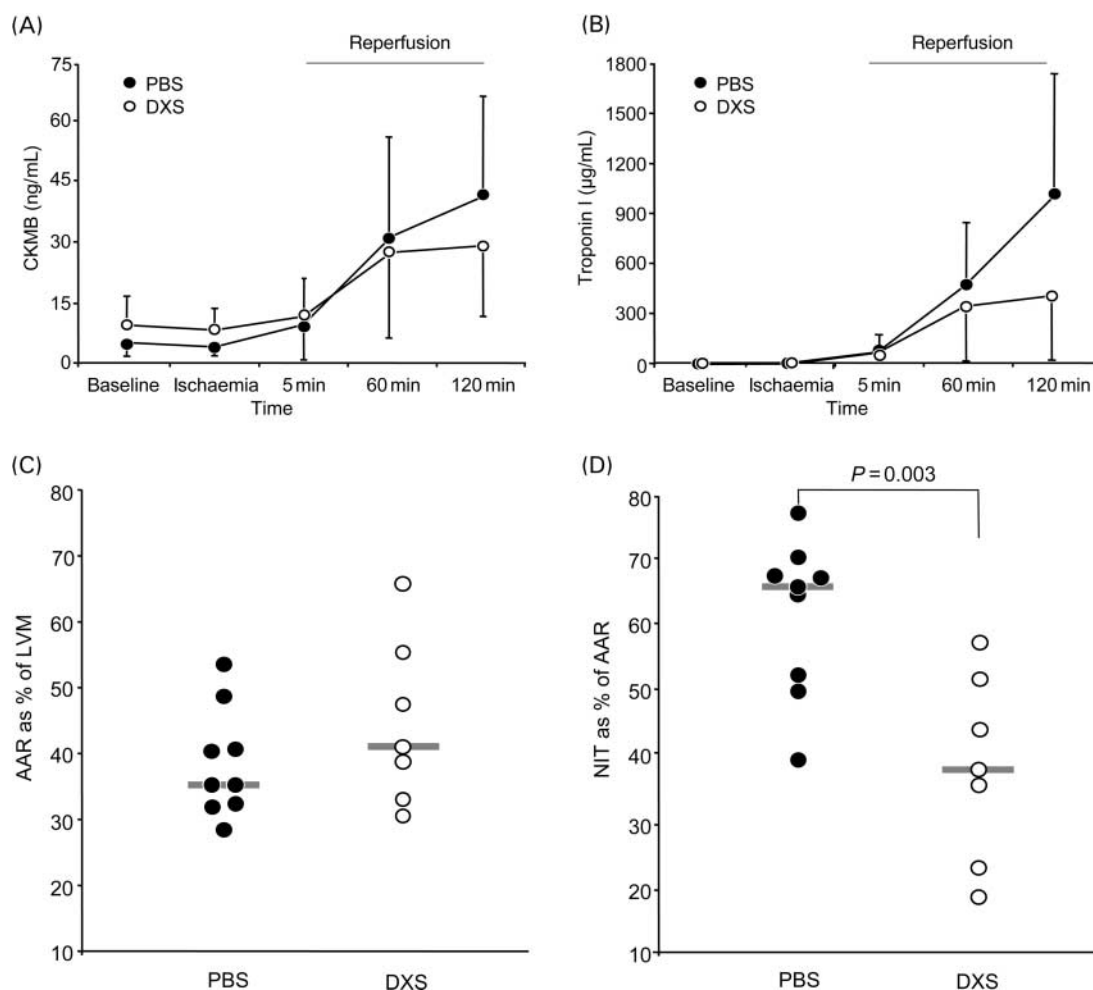 (A)
Reperfusion
75
60
45
30
15
0
CKMB (ng/mL)
PBS
DXS
Baseline Ischaemia 5 min 60 min 120 min
Time
(B)
Reperfusion
1800
1500
1200
900
600
300
0
Troponin I (µg/mL)
PBS
DXS
Baseline Ischaemia 5 min 60 min 120 min
Time
(C)
80
70
60
50
40
30
20
10
AAR as % of LVM
PBS DXS
(D)
P = 0.003
80
70
60
50
40
30
20
10
NIT as % of AAR
PBS DXS